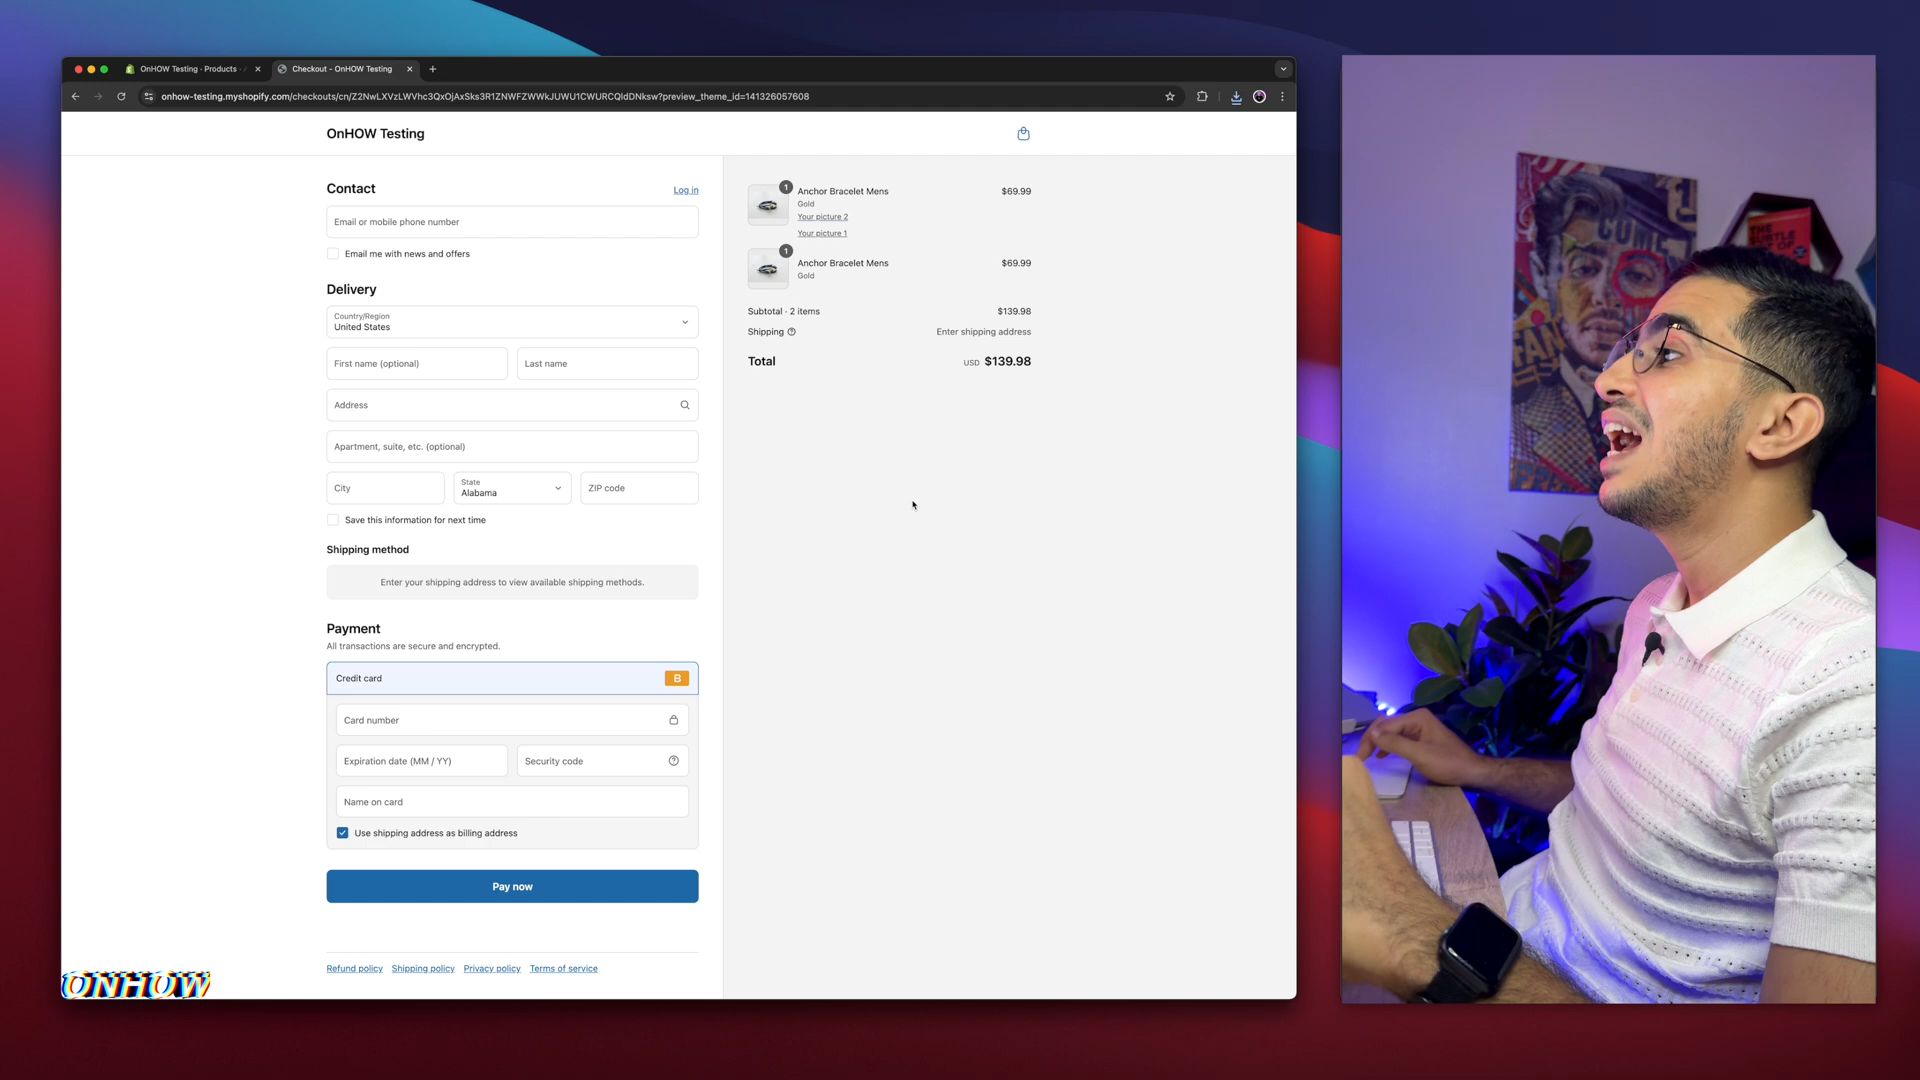 OnHOW Testing · Products ·
Checkout - OnHOW Testing
onhow-testing.myshopify.com/checkouts/cn/Z2NwLXVzLWVhc3QxOjAxSks3R1ZNWFZWWkJUWU1CWURCQldDNksw?preview_theme_id=141326057608
OnHOW Testing
Contact
Log in
Email or mobile phone number
Email me with news and offers
Delivery
Country/Region
United States
First name (optional)
Last name
Address
Apartment, suite, etc. (optional)
City
State
Alabama
ZIP code
Save this information for next time
Shipping method
Enter your shipping address to view available shipping methods.
Payment
All transactions are secure and encrypted.
Credit card
B
Card number
Expiration date (MM / YY)
Security code
Name on card
Use shipping address as billing address
Pay now
Refund policy
Shipping policy
Privacy policy
Terms of service
1
Anchor Bracelet Mens
$69.99
Gold
Your picture 2
Your picture 1
1
Anchor Bracelet Mens
$69.99
Gold
Subtotal · 2 items
$139.98
Shipping
Enter shipping address
Total
USD $139.98
ONHOW
THE
SUBTLE
COME
FAN